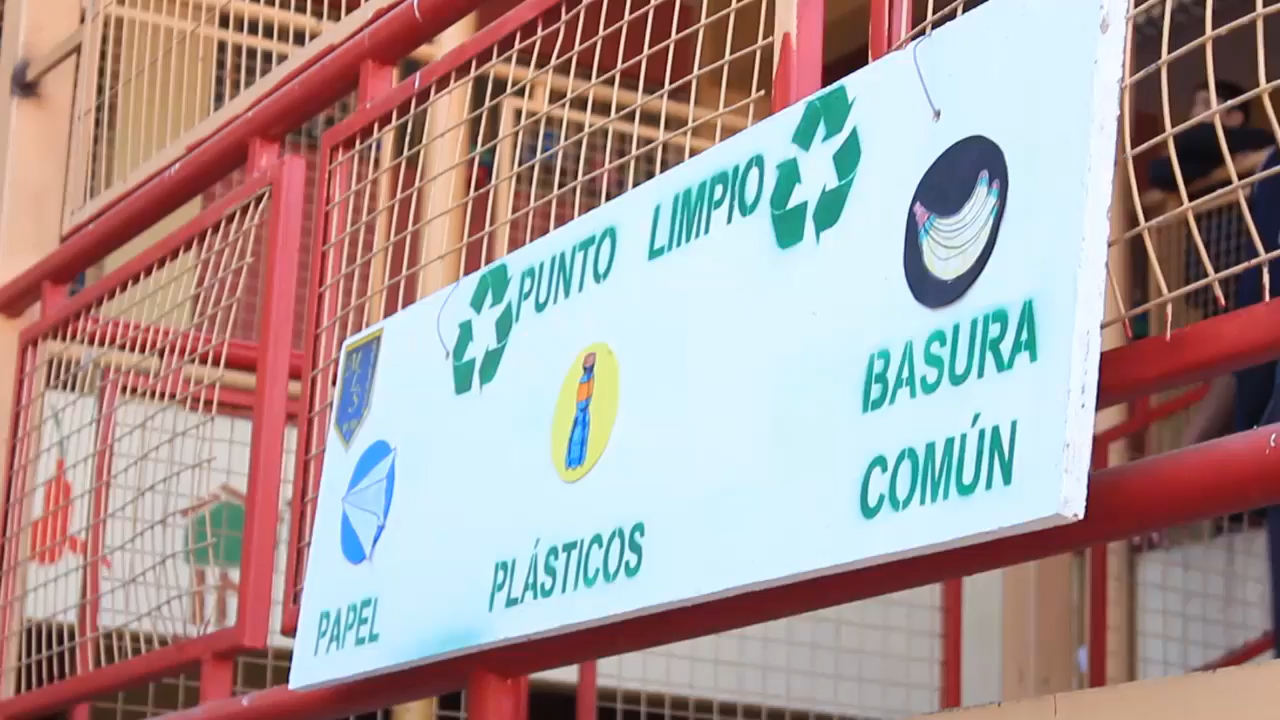 PUNTO LIMPIO
PAPEL
PLÁSTICOS
BASURA
COMÚN